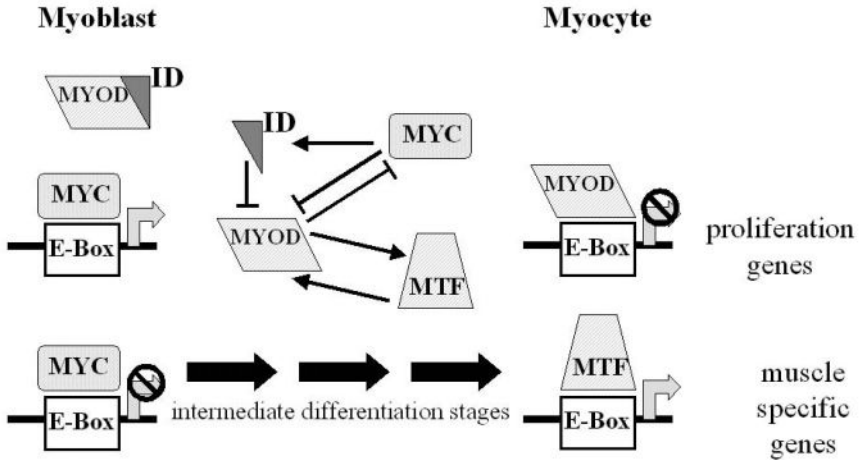 Myoblast
Myocyte
ID
MYOD
ID
MYC
MYC
E-Box
MYOD
MTF
MYOD
E-Box
proliferation
genes
MYC
E-Box
intermediate differentiation stages
MTF
E-Box
muscle
specific
genes